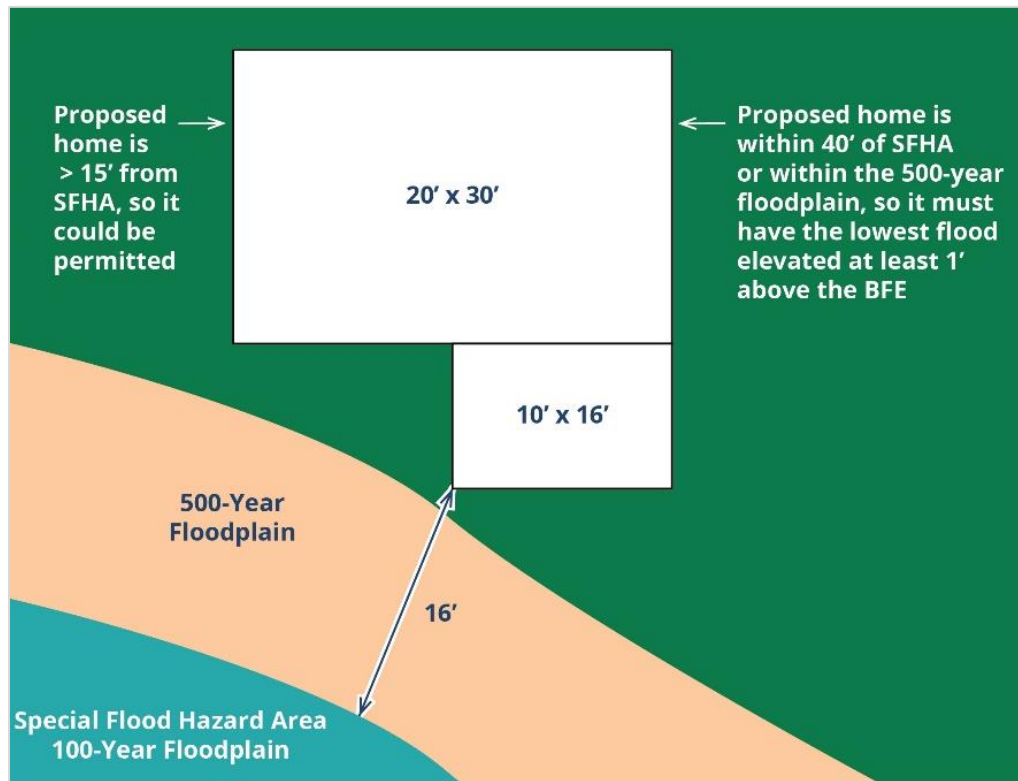 Proposed
home is
> 15’ from
SFHA, so it
could be
permitted
20’ x 30’
Proposed home is
within 40’ of SFHA
or within the 500-year
floodplain, so it must
have the lowest flood
elevated at least 1’
above the BFE
10’ x 16’
500-Year
Floodplain
16’
Special Flood Hazard Area
100-Year Floodplain